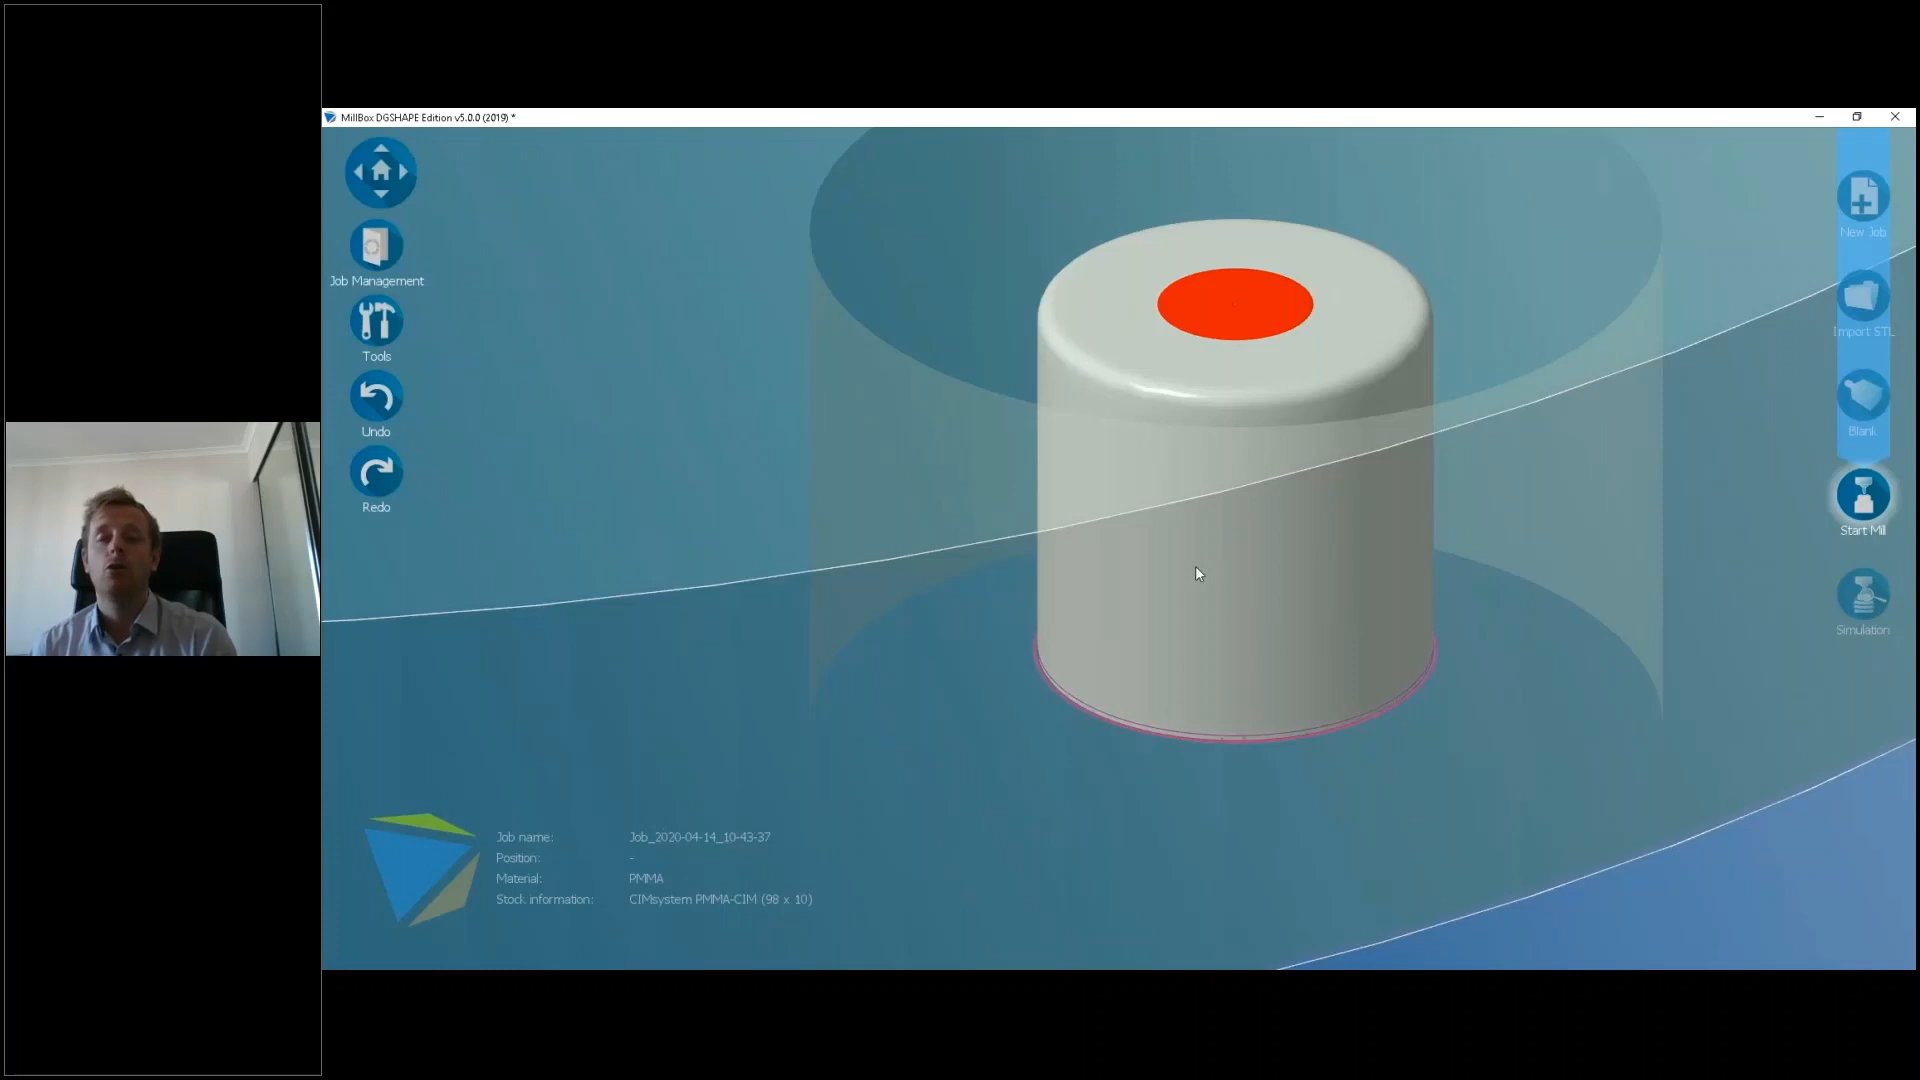 MillBox DGSHAPE Edition v5.0.0 (2019) *
Job Management
Tools
Undo
Redo
New Job
Import STL
Blank
Start Mill
Simulation
Job name: Job_2020-04-14_10-43-37
Position: -
Material: PMMA
Stock information: CIMsystem PMMA-CIM (98 x 10)